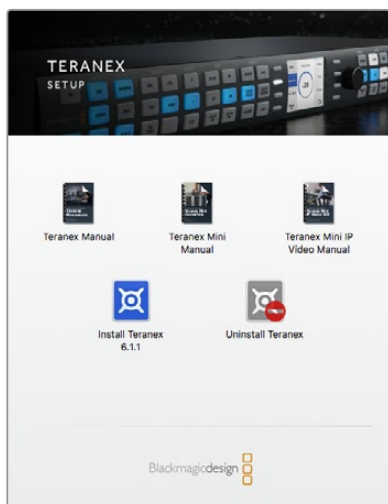 TERANEX
SETUP
Teranex Manual
Teranex Mini
Manual
Teranex Mini IP
Video Manual
Install Teranex
6.1.1
Uninstall Teranex
Blackmagicdesign